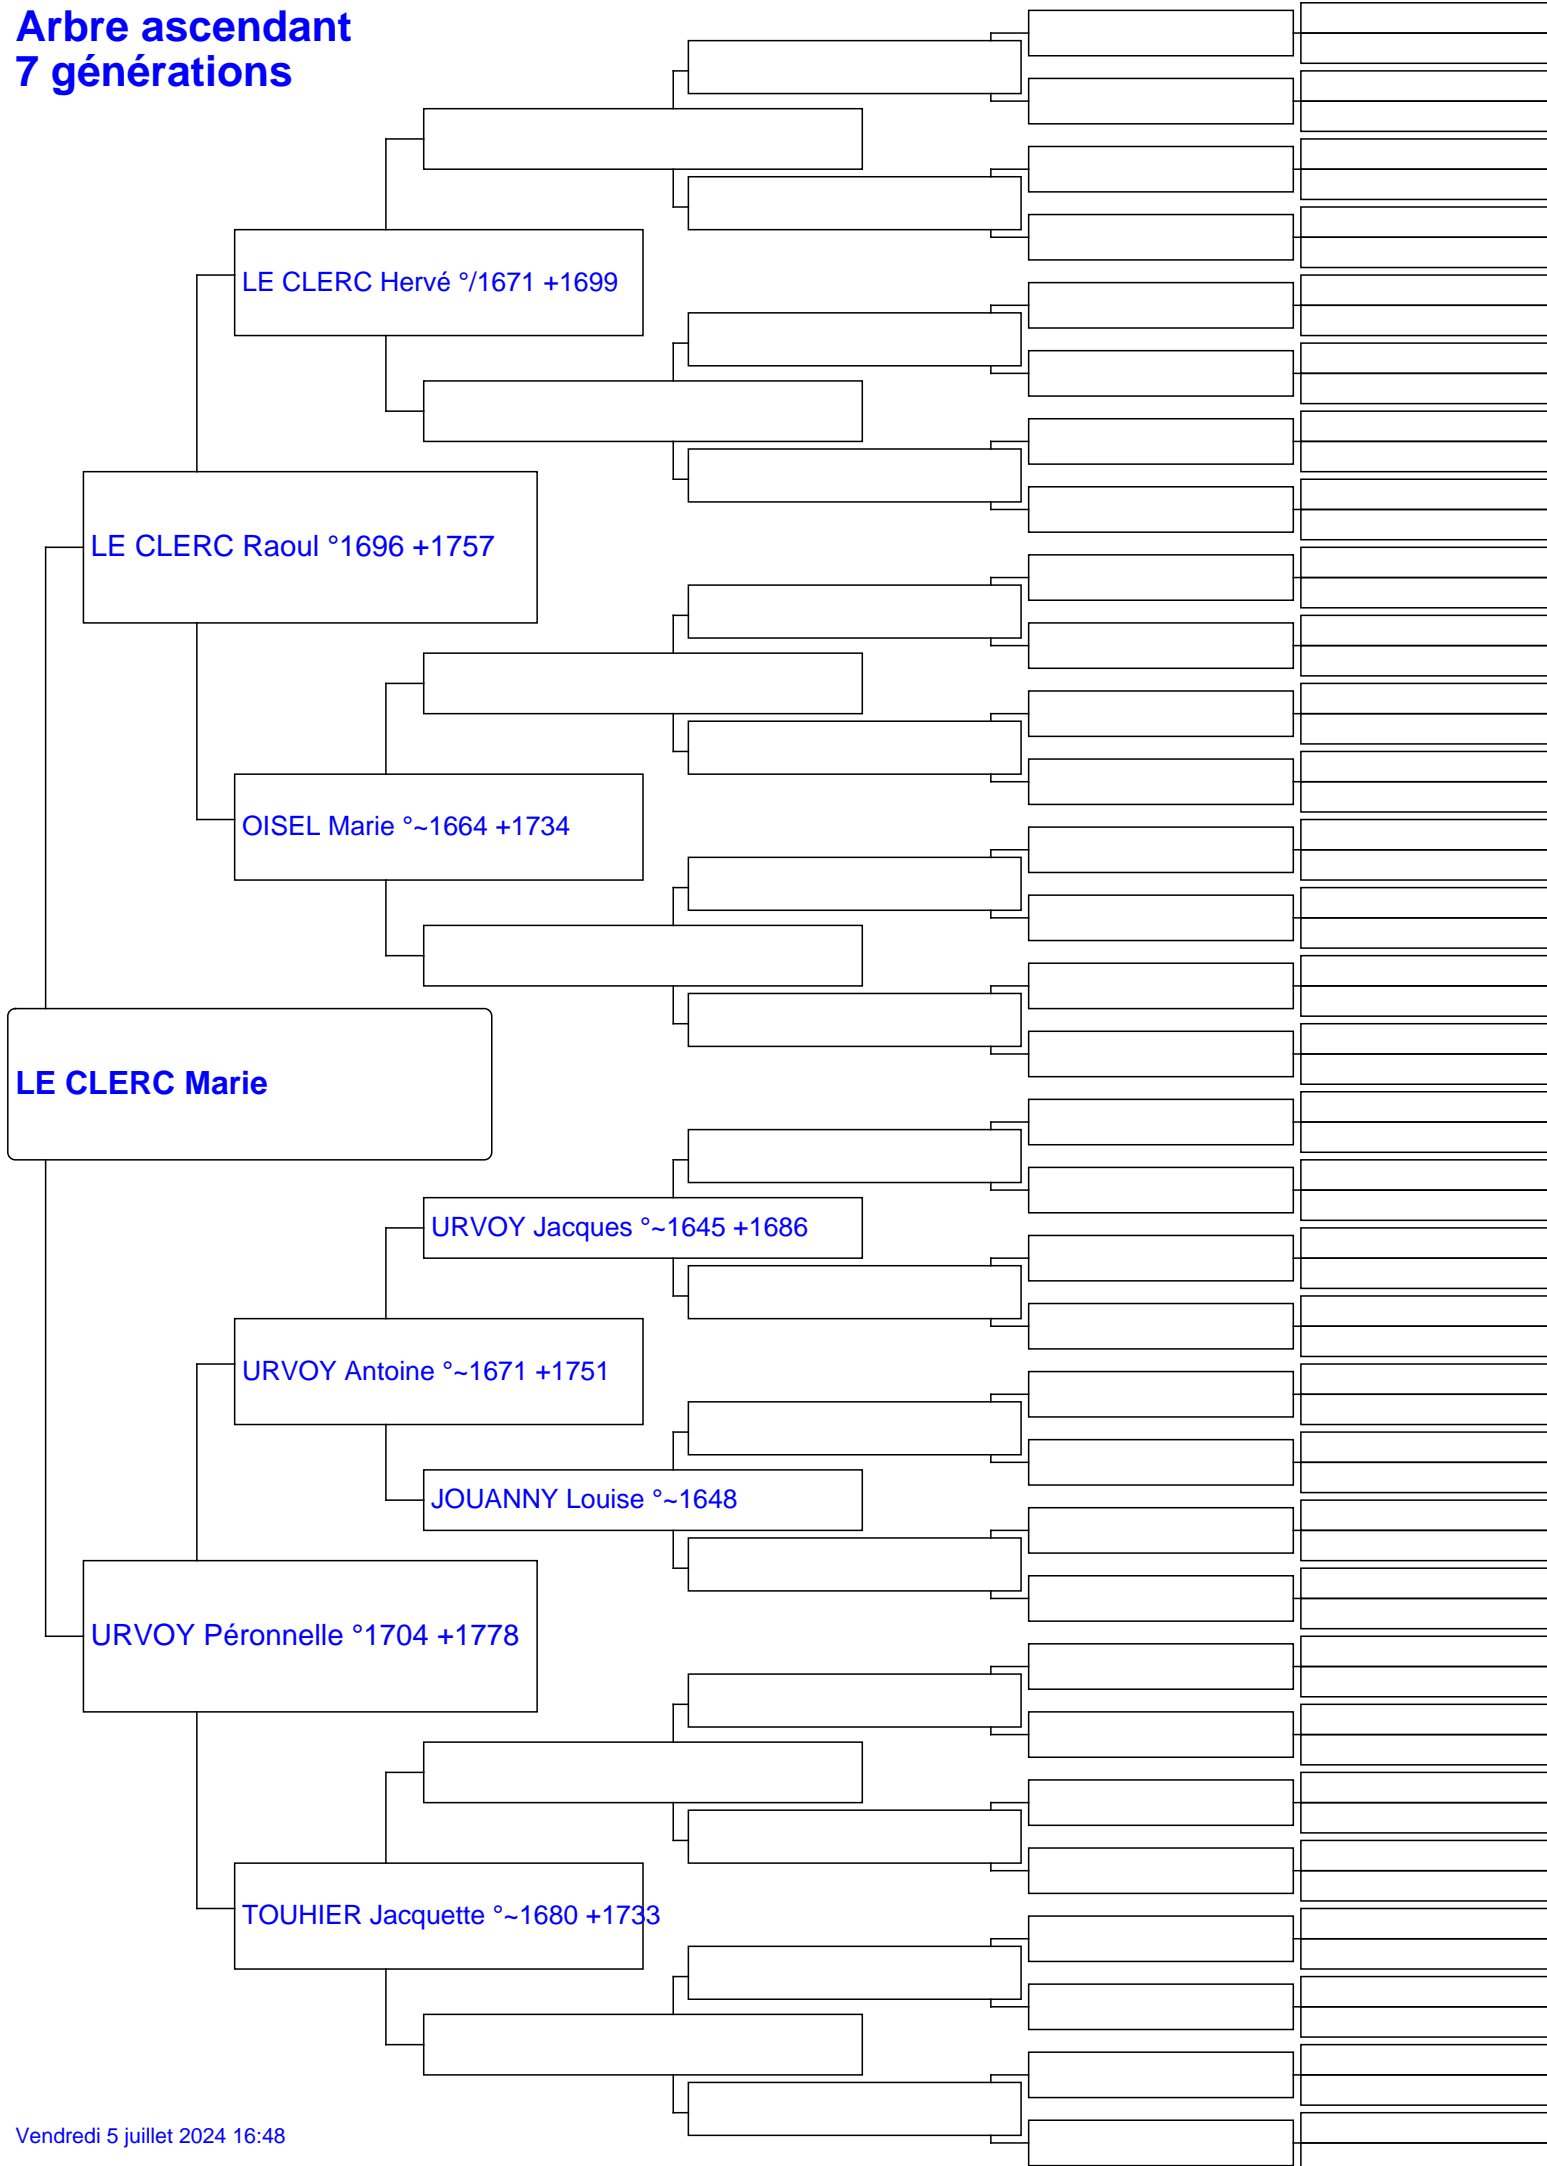 Arbre ascendant
7 générations
LE CLERC Hervé °/1671 +1699
LE CLERC Raoul °1696 +1757
OISEL Marie °~1664 +1734
LE CLERC Marie
URVOY Jacques °~1645 +1686
URVOY Antoine °~1671 +1751
JOUANNY Louise °~1648
URVOY Péronnelle °1704 +1778
TOUHIER Jacquette °~1680 +1733
Vendredi 5 juillet 2024 16:48